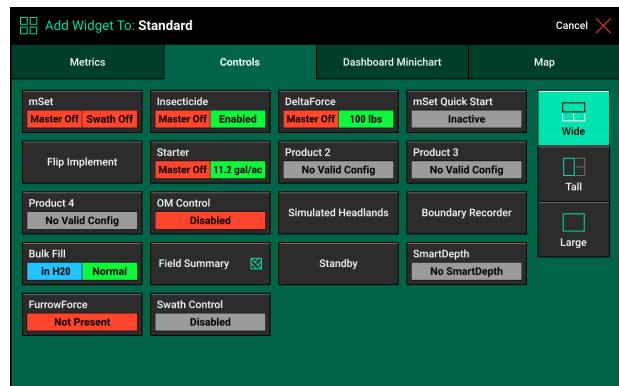 Add Widget To: Standard
Cancel
Metrics
Controls
Dashboard Minichart
Map
mSet
Master Off Swath Off
Insecticide
Master Off Enabled
DeltaForce
Master Off 100 lbs
mSet Quick Start
Inactive
Wide
Flip Implement
Starter
Master Off 11.2 gal/ac
Product 2
No Valid Config
Product 3
No Valid Config
Tall
Product 4
No Valid Config
OM Control
Disabled
Simulated Headlands
Boundary Recorder
Large
Bulk Fill
in H20 Normal
Field Summary
Standby
SmartDepth
No SmartDepth
FurrowForce
Not Present
Swath Control
Disabled